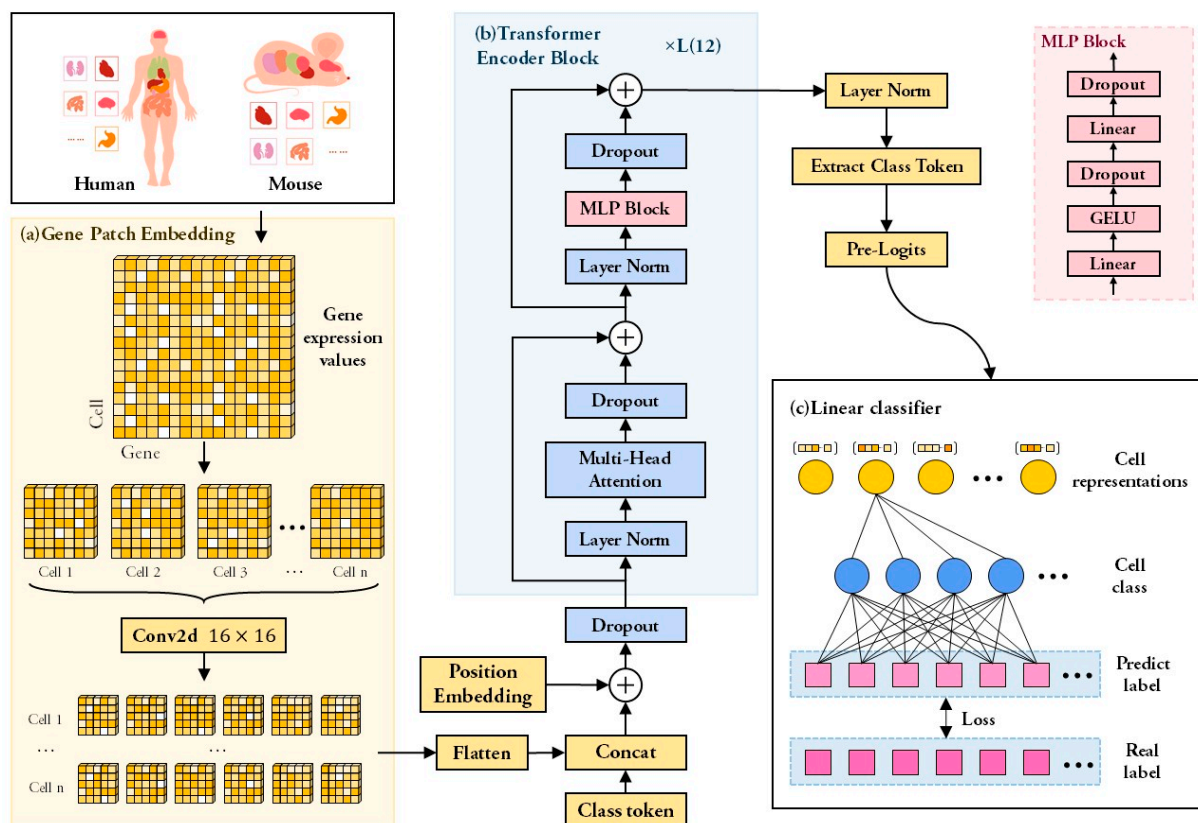 Human
Mouse
... ...
... ...
(a)Gene Patch Embedding
Gene
expression
values
Cell
Gene
Cell 1
Cell 2
Cell 3
...
Cell n
Conv2d 16 × 16
Cell 1
...
...
Cell n
Flatten
Concat
Class token
Position
Embedding
Dropout
(b)Transformer
Encoder Block
×L(12)
Dropout
MLP Block
Layer Norm
Dropout
Multi-Head
Attention
Layer Norm
Layer Norm
Extract Class Token
Pre-Logits
MLP Block
Dropout
Linear
Dropout
GELU
Linear
(c)Linear classifier
Cell
representations
Cell
class
Predict
label
Loss
Real
label